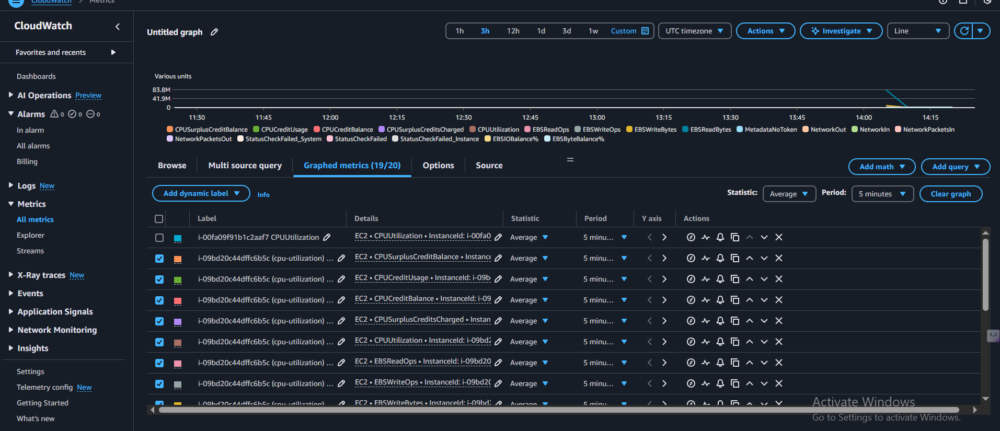 CloudWatch > Metrics
CloudWatch
Favorites and recents
Dashboards
AI Operations Preview
Alarms 0 0 0
In alarm
All alarms
Billing
Logs New
Metrics
All metrics
Explorer
Streams
X-Ray traces New
Events
Application Signals
Network Monitoring
Insights
Settings
Telemetry config New
Getting Started
What's new
Untitled graph
1h 3h 12h 1d 3d 1w Custom UTC timezone Actions Investigate Line
Various units
83.8M
41.9M
0
11:30 11:45 12:00 12:15 12:30 12:45 13:00 13:15 13:30 13:45 14:00 14:15
CPUSurplusCreditBalance CPUCreditUsage CPUCreditBalance CPUSurplusCreditsCharged CPUUtilization EBSReadOps EBSWriteOps EBSWriteBytes EBSReadBytes MetadataNoToken NetworkOut NetworkIn NetworkPacketsIn
NetworkPacketsOut StatusCheckFailed_System StatusCheckFailed StatusCheckFailed_Instance EBSIOBalance% EBSByteBalance%
Browse Multi source query Graphed metrics (19/20) Options Source Add math Add query
Add dynamic label Info Statistic: Average Period: 5 minutes Clear graph
Label Details Statistic Period Y axis Actions
i-00fa09f91b1c2aaf7 CPUUtilization EC2 • CPUUtilization • InstanceId: i-00fa0 Average 5 minu...
i-09bd20c44dffc6b5c (cpu-utilization) ... EC2 • CPUSurplusCreditBalance • Instance Average 5 minu...
i-09bd20c44dffc6b5c (cpu-utilization) ... EC2 • CPUCreditUsage • InstanceId: i-09b Average 5 minu...
i-09bd20c44dffc6b5c (cpu-utilization) ... EC2 • CPUCreditBalance • InstanceId: i-09 Average 5 minu...
i-09bd20c44dffc6b5c (cpu-utilization) ... EC2 • CPUSurplusCreditsCharged • Instan Average 5 minu...
i-09bd20c44dffc6b5c (cpu-utilization) ... EC2 • CPUUtilization • InstanceId: i-09bd2 Average 5 minu...
i-09bd20c44dffc6b5c (cpu-utilization) ... EC2 • EBSReadOps • InstanceId: i-09bd20 Average 5 minu...
i-09bd20c44dffc6b5c (cpu-utilization) ... EC2 • EBSWriteOps • InstanceId: i-09bd20 Average 5 minu...
i-09bd20c44dffc6b5c (cpu-utilization) ... EC2 • EBSWriteBytes • InstanceId: i-09bd2 Average 5 minu...
Activate Windows
Go to Settings to activate Windows.